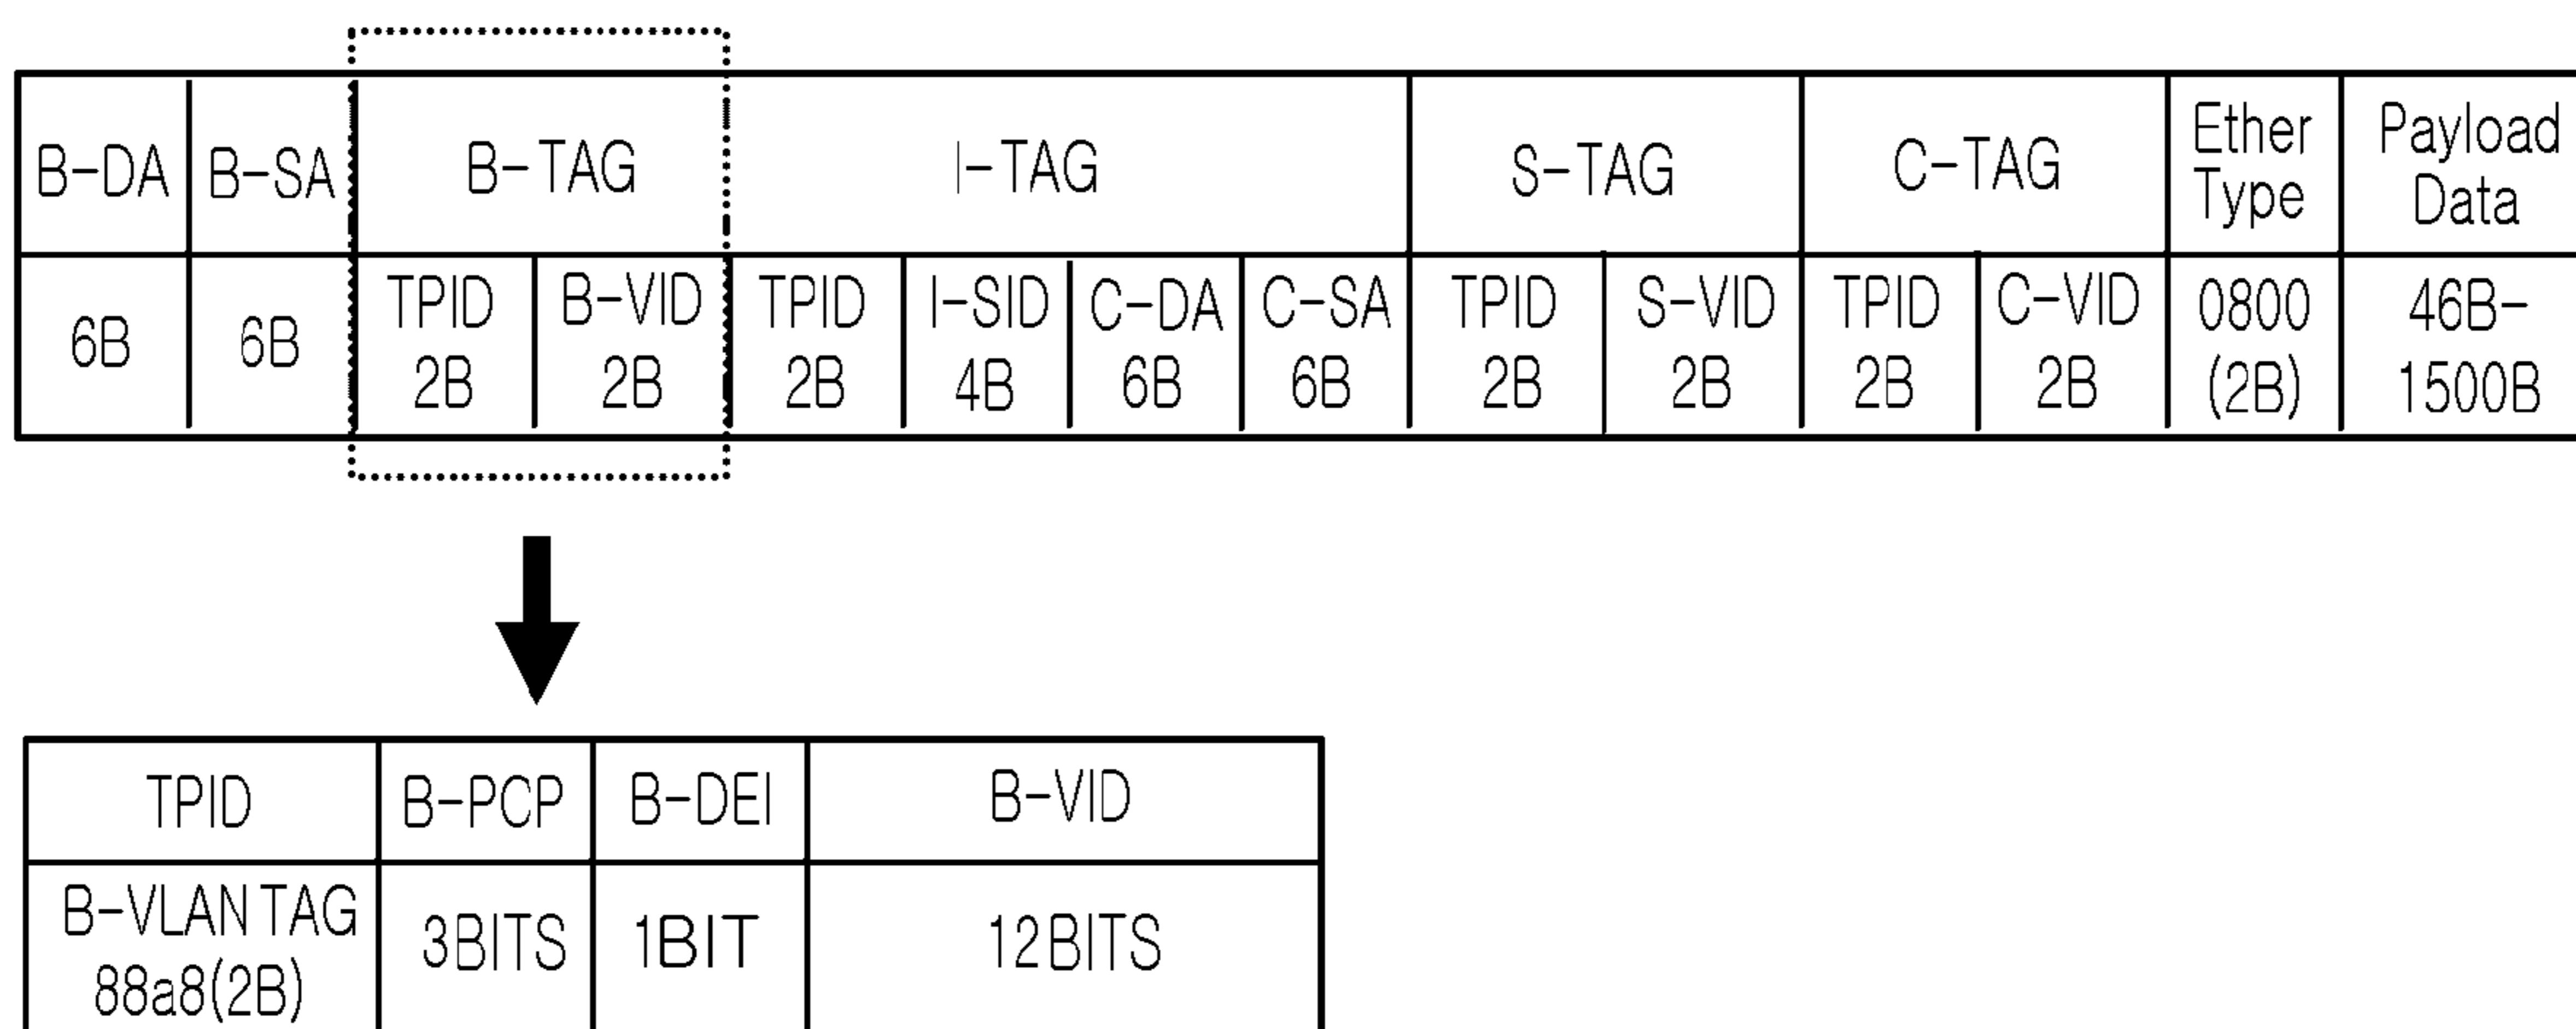 B-DA B-SA B-TAG I-TAG S-TAG C-TAG Ether Type Payload Data
6B 6B TPID 2B B-VID 2B TPID 2B I-SID 4B C-DA 6B C-SA 6B TPID 2B S-VID 2B TPID 2B C-VID 2B 0800 (2B) 46B-1500B
TPID B-PCP B-DEI B-VID
B-VLAN TAG 88a8(2B) 3BITS 1BIT 12BITS